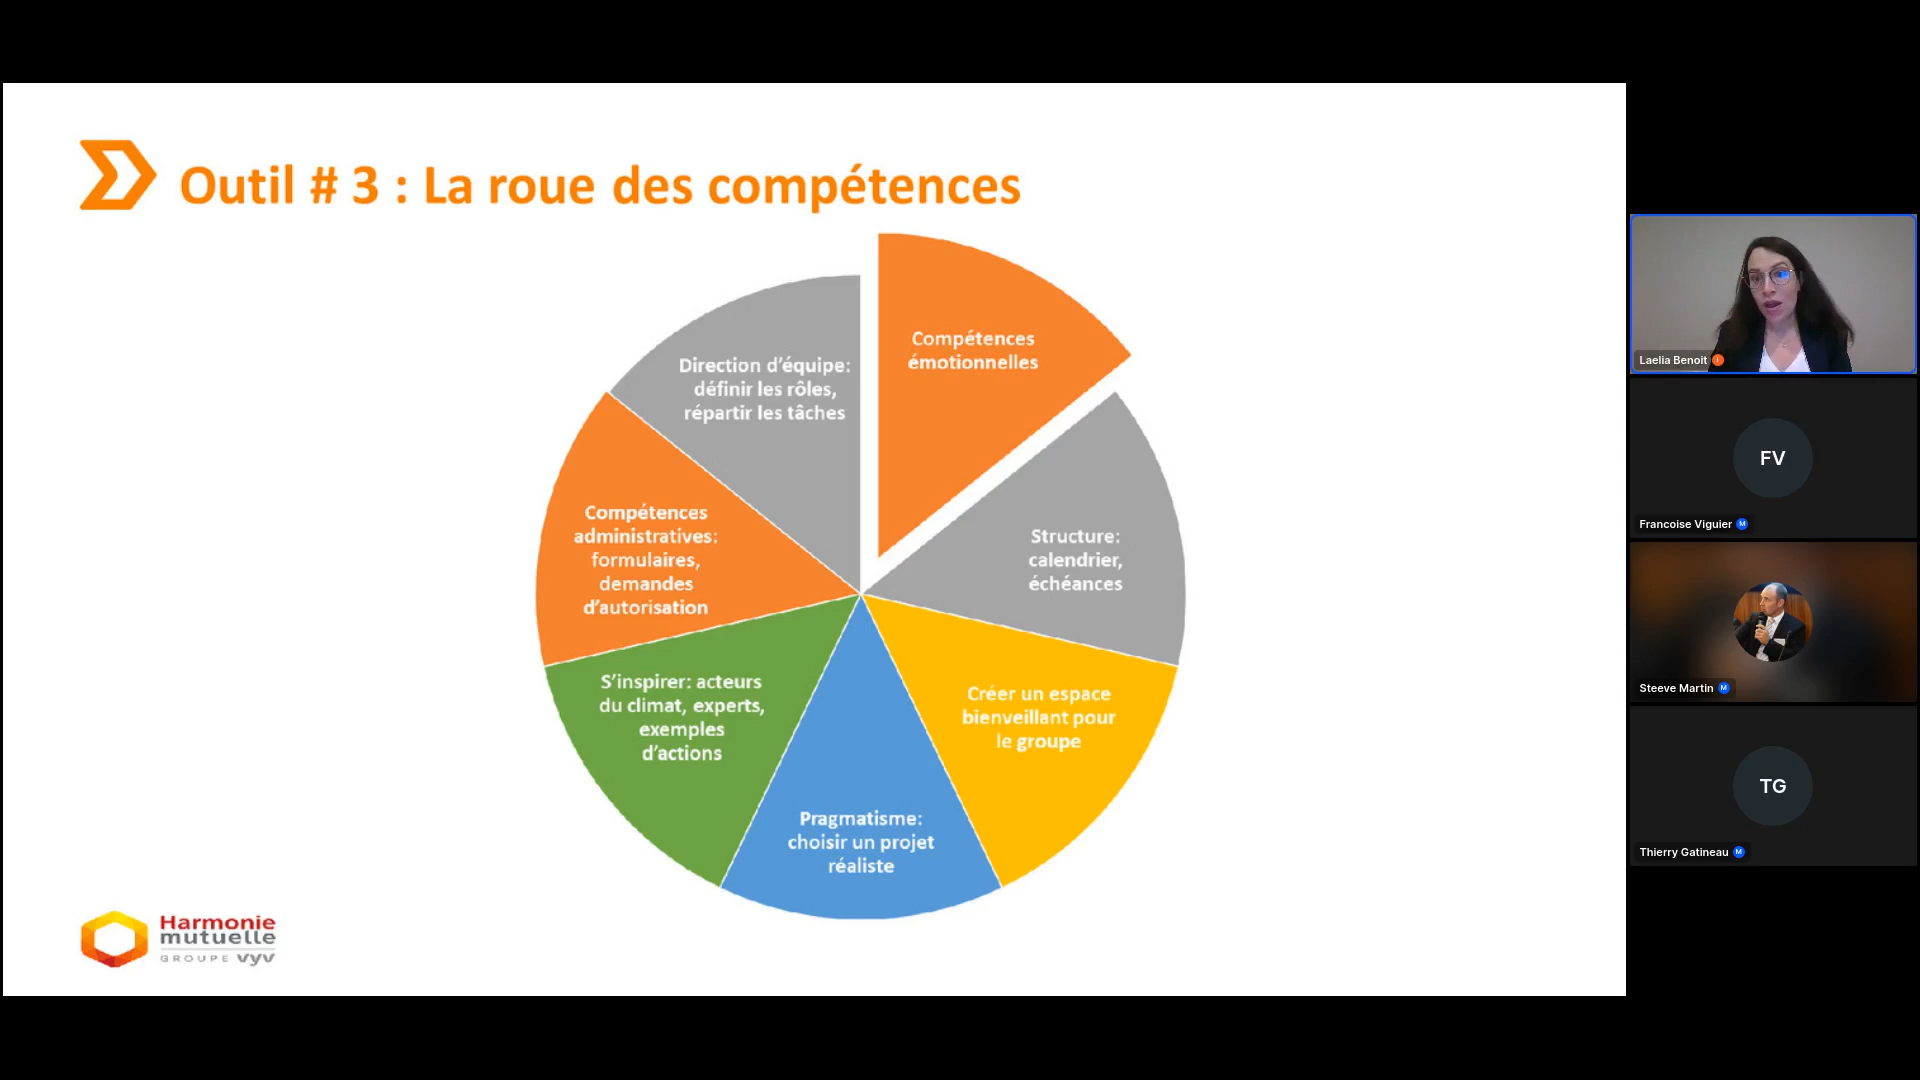 Outil # 3 : La roue des compétences
Compétences
émotionnelles
Direction d'équipe:
définir les rôles,
répartir les tâches
Compétences
administratives:
formulaires,
demandes
d'autorisation
Structure:
calendrier,
échéances
S'inspirer: acteurs
du climat, experts,
exemples
d'actions
Créer un espace
bienveillant pour
le groupe
Pragmatisme:
choisir un projet
réaliste
Harmonie
mutuelle
GROUPE vyv
Laelia Benoit
I
FV
Francoise Viguier M
Steeve Martin M
TG
Thierry Gatineau M